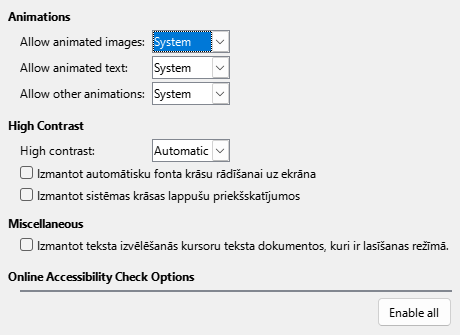 Animations
Allow animated images: System
Allow animated text: System
Allow other animations: System
High Contrast
High contrast: Automatic
Izmantot automātisku fonta krāsu rādīšanai uz ekrāna
Izmantot sistēmas krāsas lappušu priekšskatījumos
Miscellaneous
Izmantot teksta izvēlēšanās kursoru teksta dokumentos, kuri ir lasīšanas režīmā.
Online Accessibility Check Options
Enable all